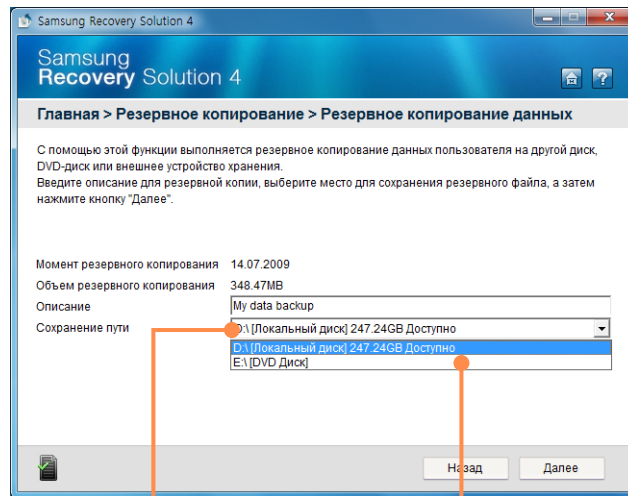 Samsung Recovery Solution 4
Samsung
Recovery Solution 4
?
Главная > Резервное копирование > Резервное копирование данных
С помощью этой функции выполняется резервное копирование данных пользователя на другой диск,
DVD-диск или внешнее устройство хранения.
Введите описание для резервной копии, выберите место для сохранения резервного файла, а затем
нажмите кнопку "Далее".
Момент резервного копирования 14.07.2009
Объем резервного копирования 348.47MB
Описание My data backup
Сохранение пути D:\ [Локальный диск] 247.24GB Доступно
D:\ [Локальный диск] 247.24GB Доступно
E:\ [DVD Диск]
Назад Далее